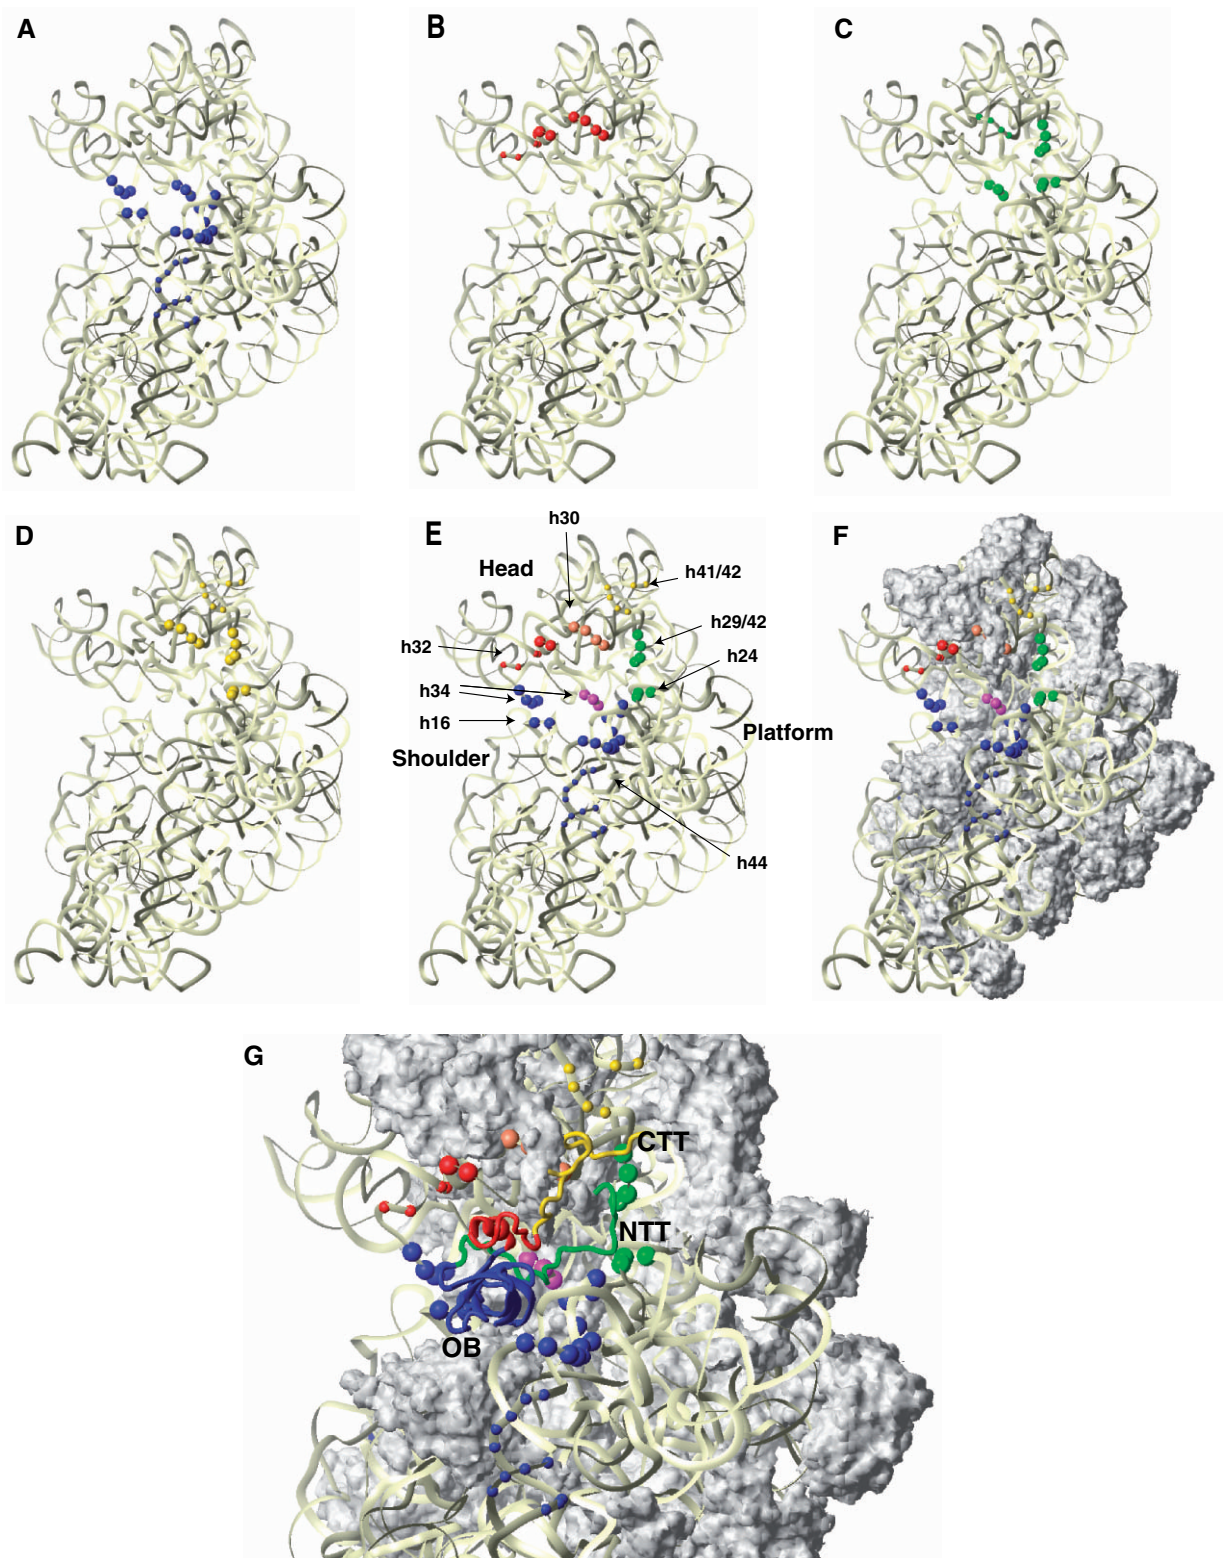 A
B
C
D
E
h30
F
Head
h41/42
h29/42
h32
h24
h34
h16
Platform
Shoulder
h44
G
CTT
NTT
OB